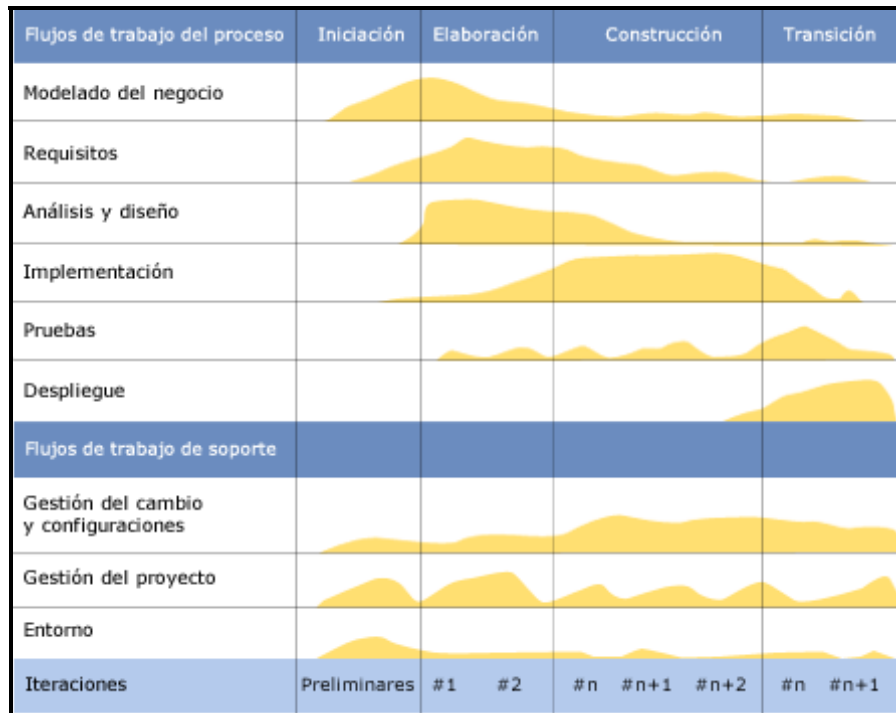 Flujos de trabajo del proceso Iniciación Elaboración Construcción Transición
Modelado del negocio
Requisitos
Análisis y diseño
Implementación
Pruebas
Despliegue
Flujos de trabajo de soporte
Gestión del cambio
y configuraciones
Gestión del proyecto
Entorno
Iteraciones Preliminares #1 #2 #n #n+1 #n+2 #n #n+1